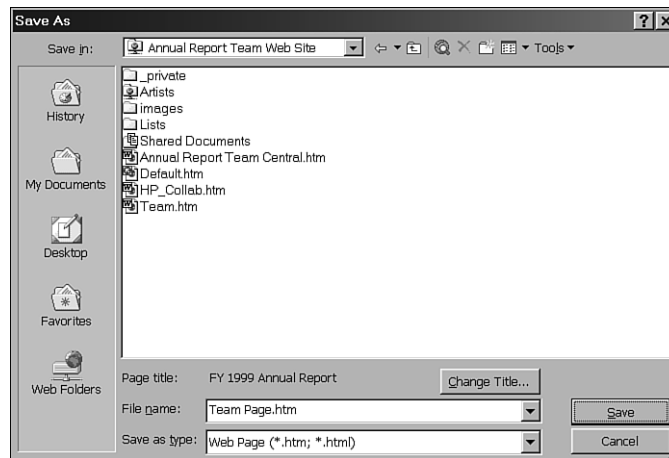 Save As
Save in:
Annual Report Team Web Site
Tools
History
My Documents
Desktop
Favorites
Web Folders
_private
Artists
images
Lists
Shared Documents
Annual Report Team Central.htm
Default.htm
HP_Collab.htm
Team.htm
Page title: FY 1999 Annual Report Change Title...
File name: Team Page.htm Save
Save as type: Web Page (*.htm; *.html) Cancel